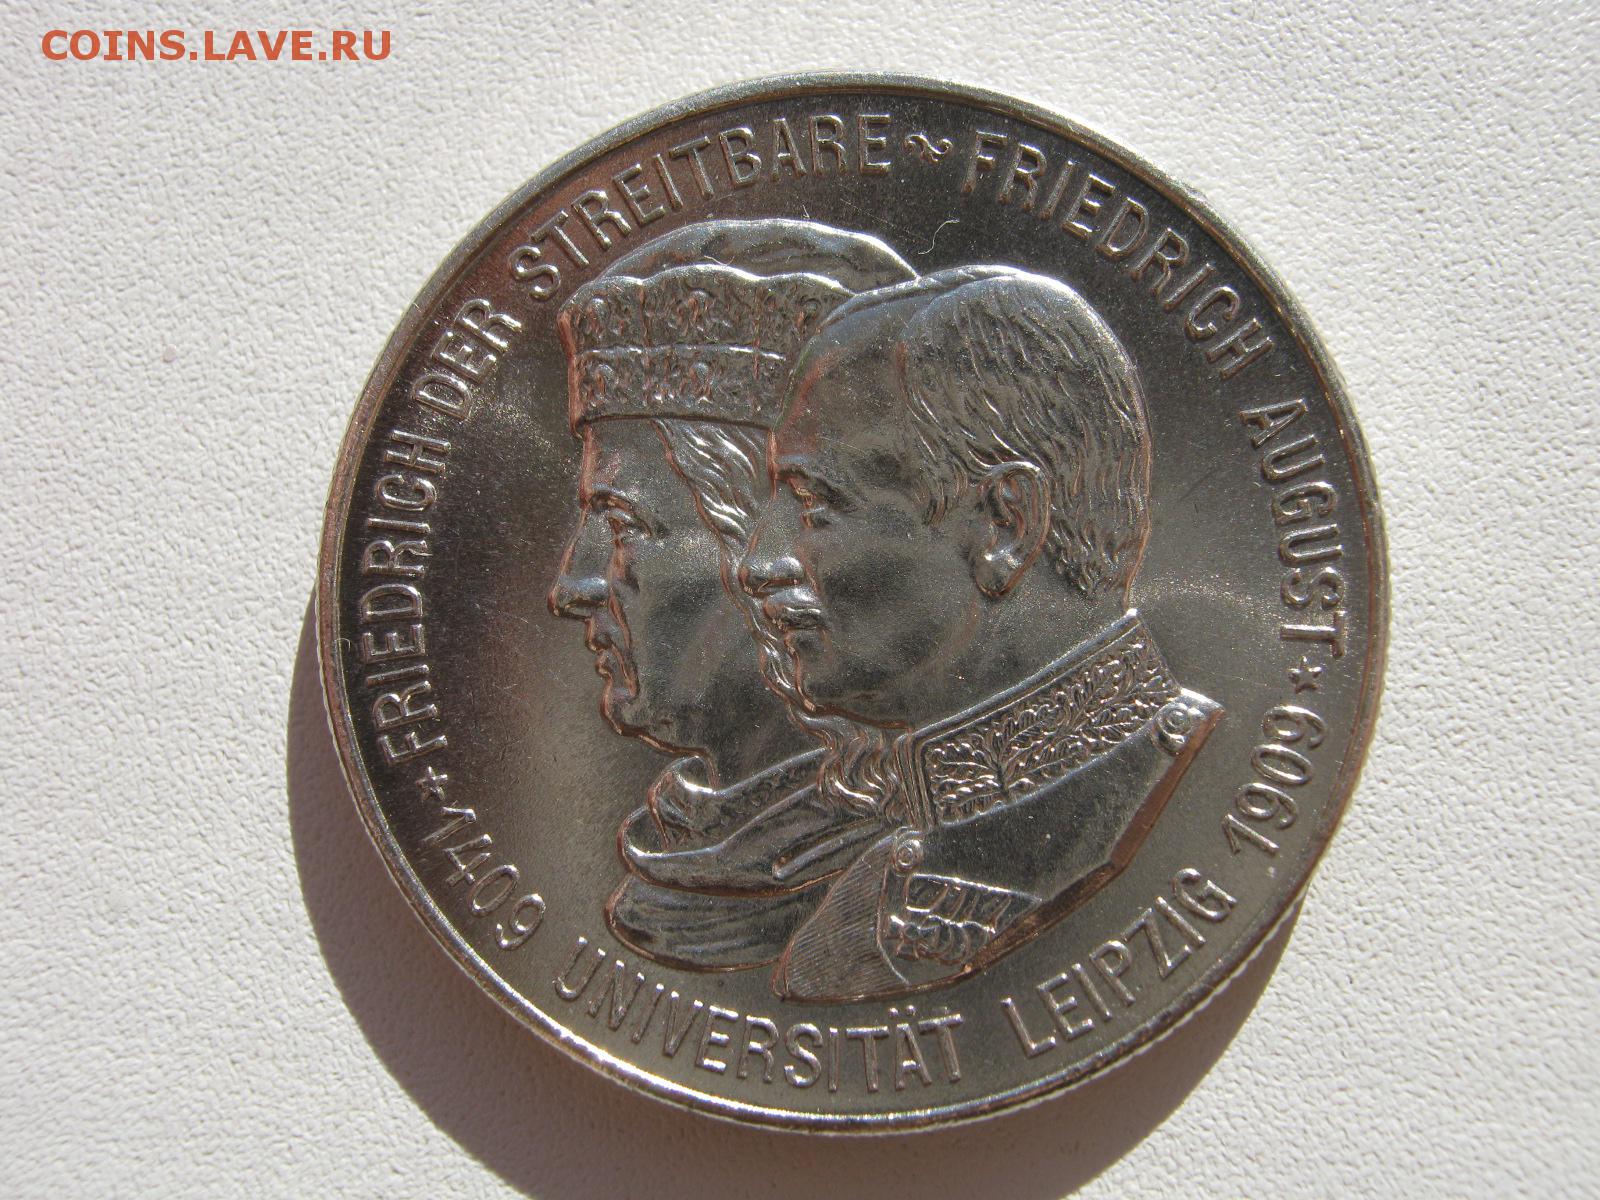 COINS.LAVE.RU
FRIEDRICH DER STREITBARE ~ FRIEDRICH AUGUST
* 1409 UNIVERSITÄT LEIPZIG 1909 *